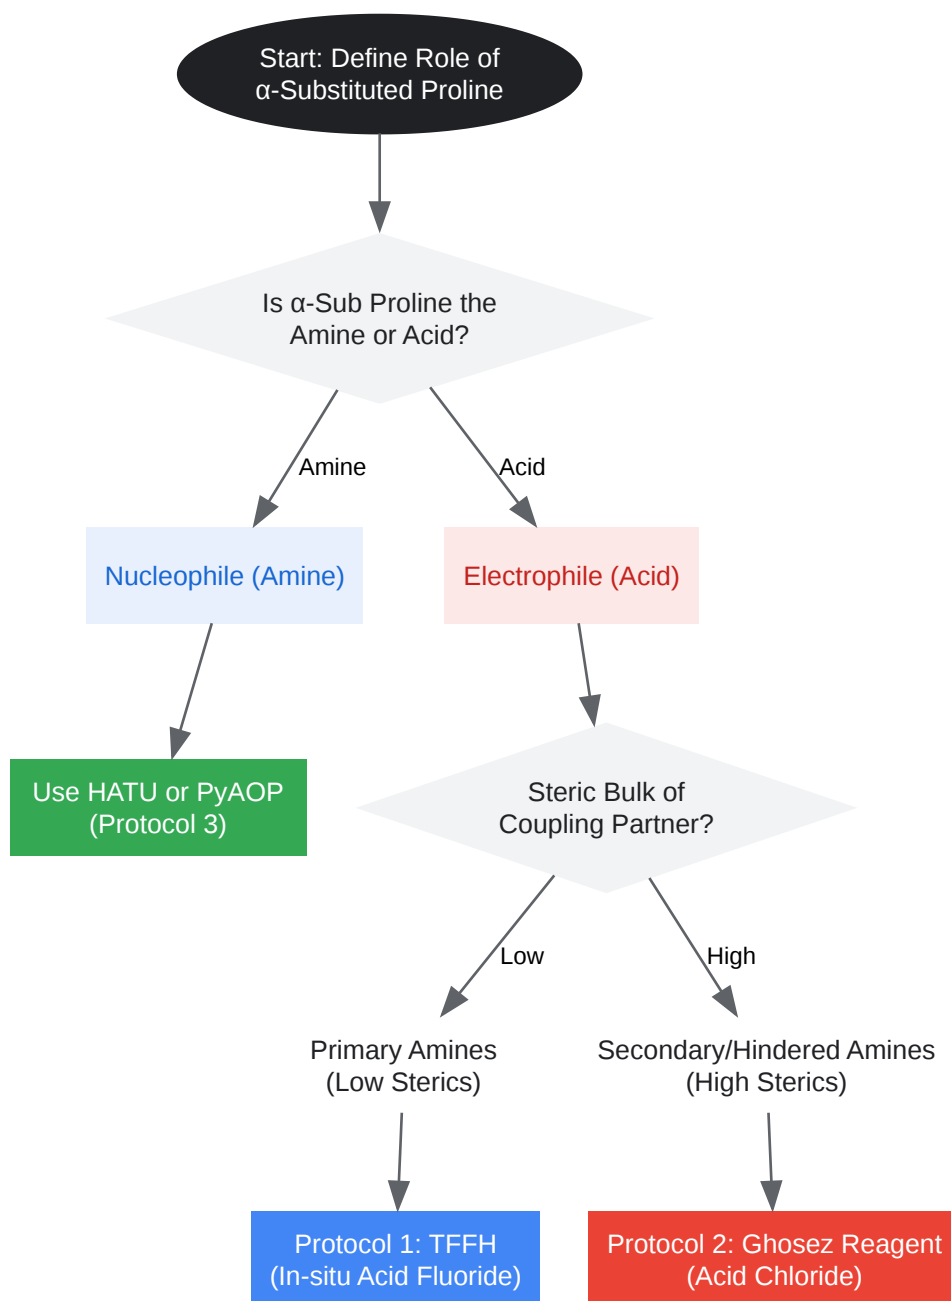 Start: Define Role of
α-Substituted Proline
Is α-Sub Proline the
Amine or Acid?
Amine
Acid
Nucleophile (Amine)
Electrophile (Acid)
Use HATU or PyAOP
(Protocol 3)
Steric Bulk of
Coupling Partner?
Low
High
Primary Amines
(Low Sterics)
Secondary/Hindered Amines
(High Sterics)
Protocol 1: TFFH
(In-situ Acid Fluoride)
Protocol 2: Ghosez Reagent
(Acid Chloride)